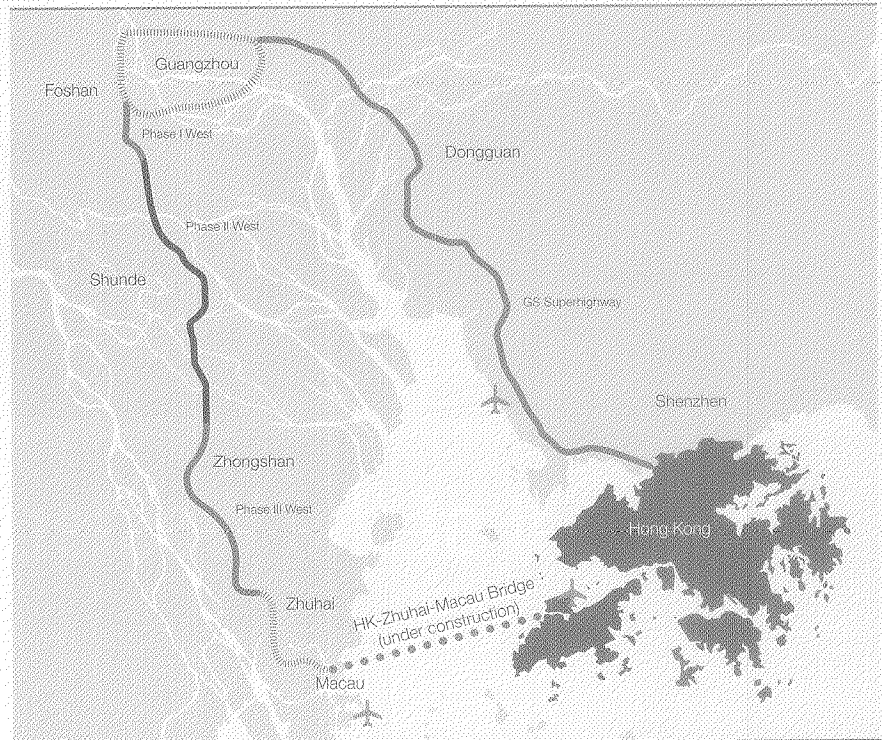 Guangzhou
Foshan
Phase I West
Dongguan
Phase II West
Shunde
GS Superhighway
Shenzhen
Zhongshan
Phase III West
Hong Kong
Zhuhai
HK-Zhuhai-Macau Bridge
(under construction)
Macau